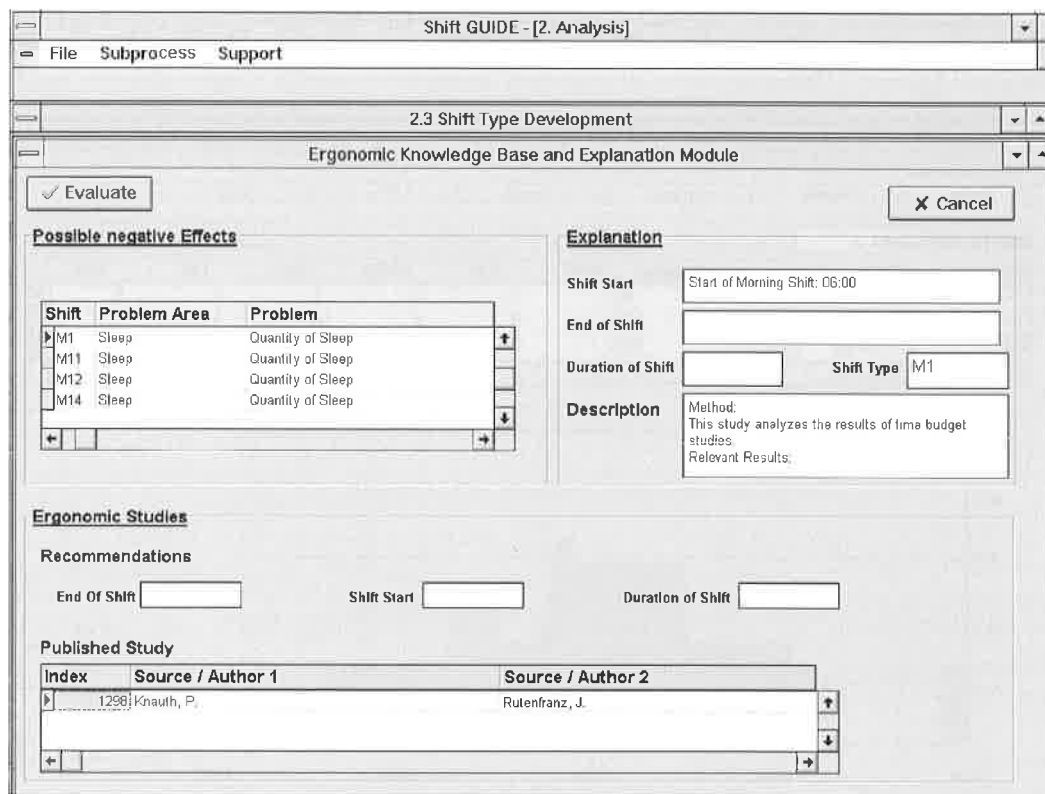 Shift GUIDE - [2. Analysis]
File Subprocess Support
2.3 Shift Type Development
Ergonomic Knowledge Base and Explanation Module
✓ Evaluate
✗ Cancel
Possible negative Effects
Shift Problem Area Problem
M1 Sleep Quantity of Sleep
M11 Sleep Quantity of Sleep
M12 Sleep Quantity of Sleep
M14 Sleep Quantity of Sleep
Explanation
Shift Start Start of Morning Shift: 06:00
End of Shift
Duration of Shift Shift Type M1
Description Method:
This study analyzes the results of time budget
studies.
Relevant Results:
Ergonomic Studies
Recommendations
End Of Shift Shift Start Duration of Shift
Published Study
Index Source / Author 1 Source / Author 2
1298 Knauth, P. Rutenfranz, J.